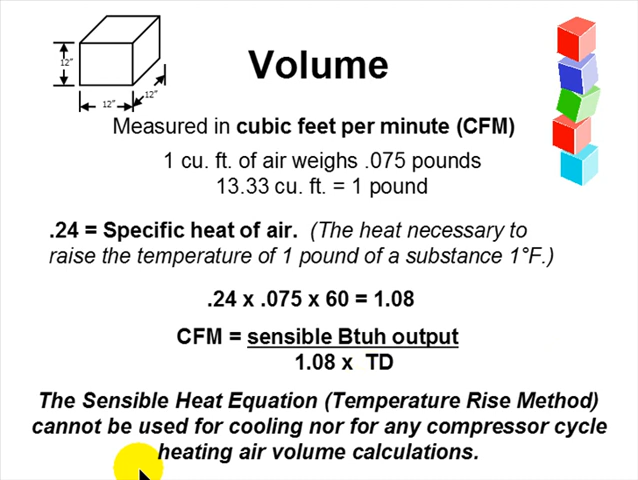 Volume
12"
12"
12"
Measured in cubic feet per minute (CFM)
1 cu. ft. of air weighs .075 pounds
13.33 cu. ft. = 1 pound
.24 = Specific heat of air. (The heat necessary to
raise the temperature of 1 pound of a substance 1°F.)
.24 x .075 x 60 = 1.08
CFM = sensible Btuh output
1.08 x TD
The Sensible Heat Equation (Temperature Rise Method)
cannot be used for cooling nor for any compressor cycle
heating air volume calculations.